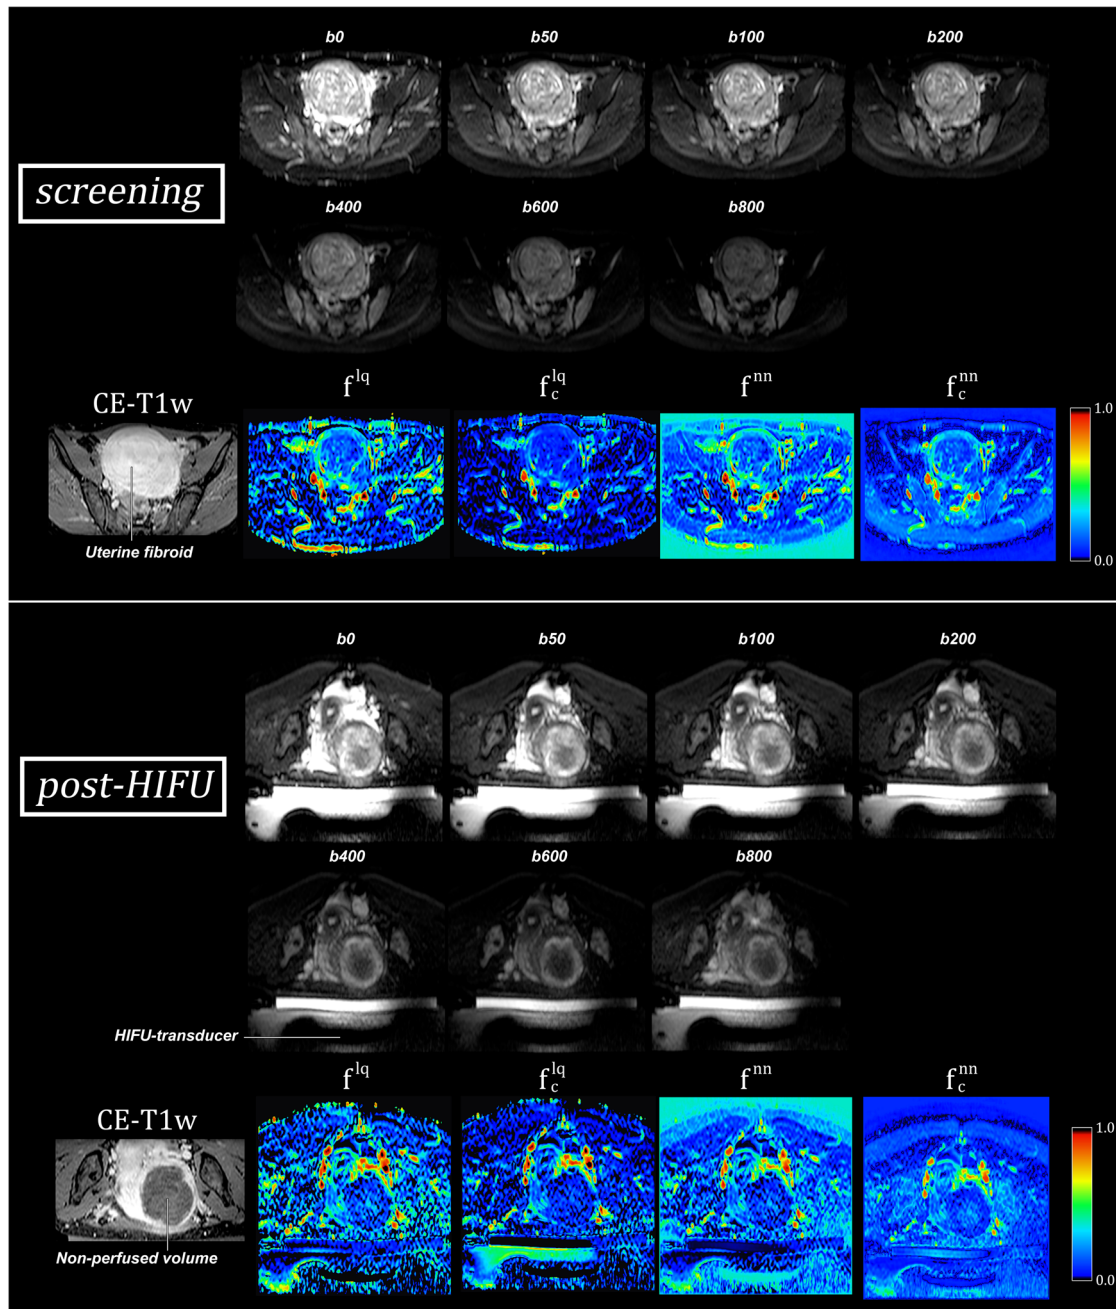 b0
b50
b100
b200
screening
b400
b600
b800
f^lq
f_c^lq
f^nn
f_c^nn
CE-T1w
1.0
0.0
Uterine fibroid
b0
b50
b100
b200
post-HIFU
b400
b600
b800
HIFU-transducer
f^lq
f_c^lq
f^nn
f_c^nn
CE-T1w
1.0
0.0
Non-perfused volume